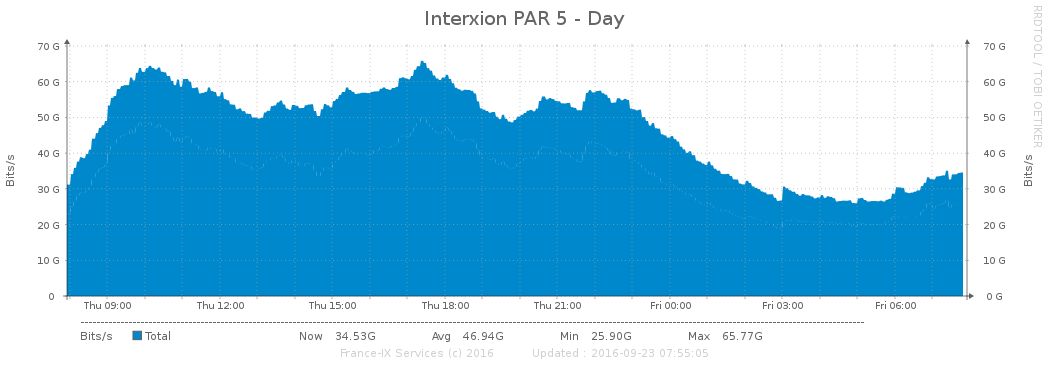 Interxion PAR 5 - Day
RRDTOOL / TOBI OETIKER
Bits/s
70 G 70 G
60 G 60 G
50 G 50 G
40 G 40 G
30 G 30 G
20 G 20 G
10 G 10 G
0 0 G
Bits/s
Thu 09:00 Thu 12:00 Thu 15:00 Thu 18:00 Thu 21:00 Fri 00:00 Fri 03:00 Fri 06:00
Bits/s Total Now 34.53G Avg 46.94G Min 25.90G Max 65.77G
France-IX Services (c) 2016 Updated : 2016-09-23 07:55:05